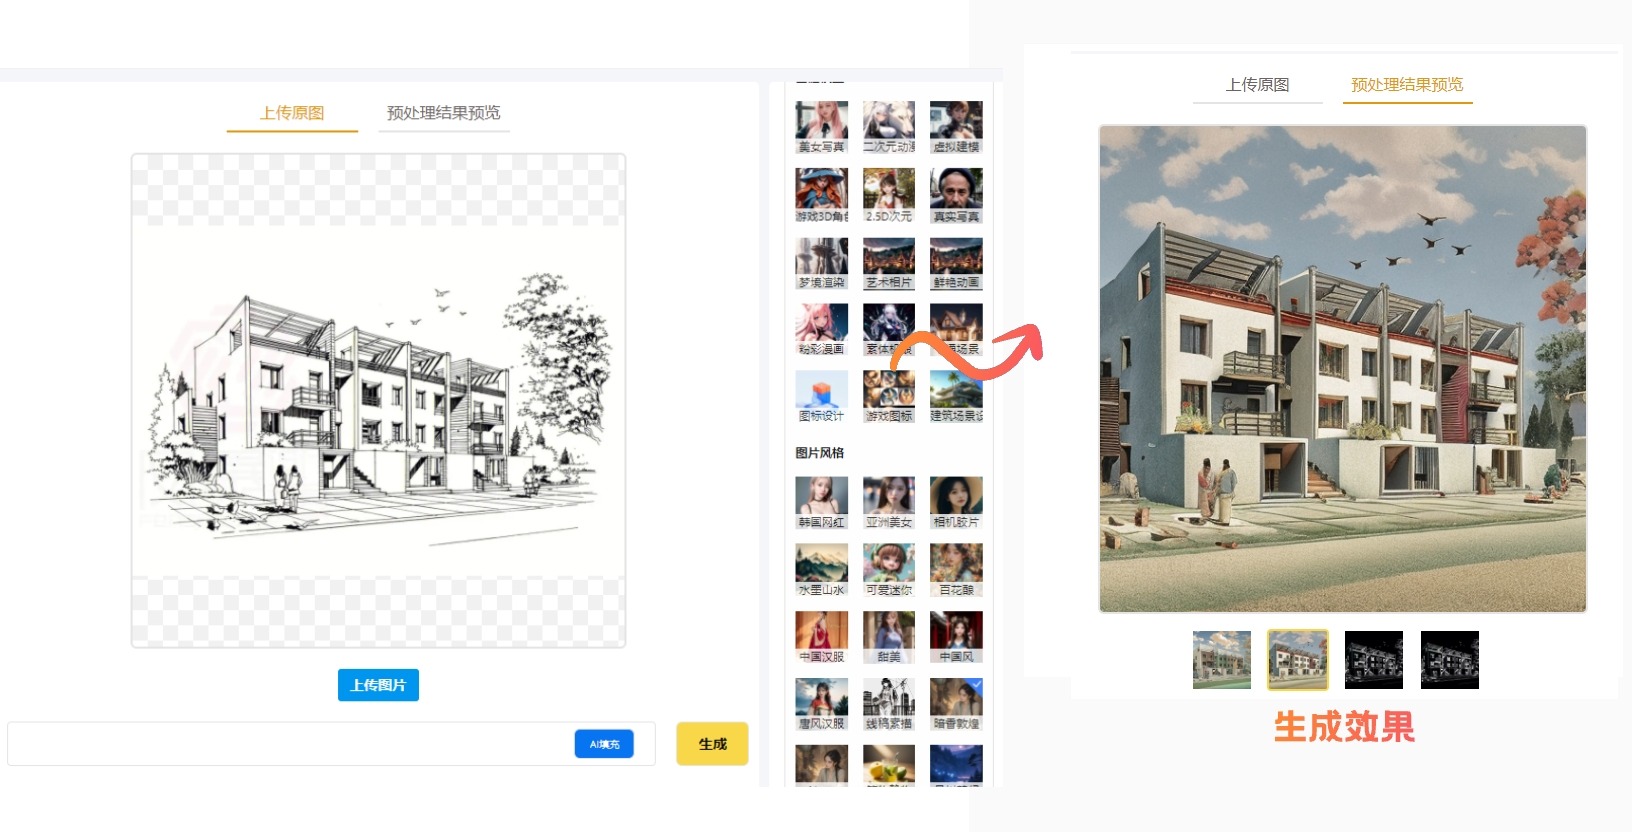 上传原图
预处理结果预览
上传图片
AI填充
生成
美女写真
二次元动漫
虚拟建模
游戏3D角色
2.5D次元
真实写真
梦境渲染
艺术相片
鲜艳动画
粉彩漫画
场景
图标设计
游戏图标
建筑场景设
图片风格
韩国网红
亚洲美女
相机胶片
水墨山水
可爱迷你
百花酿
中国汉服
甜美
中国风
唐风汉服
线稿素描
暗香敦煌
上传原图
预处理结果预览
生成效果